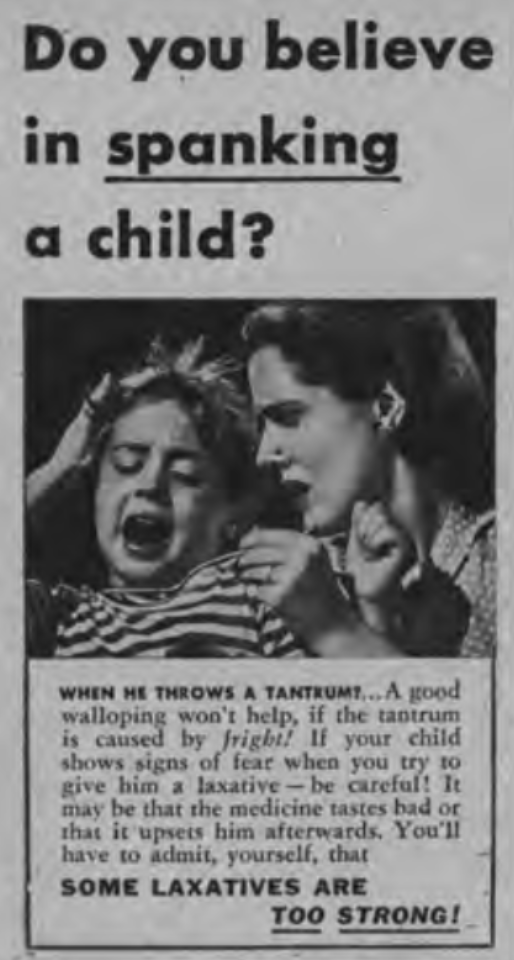 Do you believe
in spanking
a child?
WHEN HE THROWS A TANTRUM?...A good
walloping won't help, if the tantrum
is caused by fright! If your child
shows signs of fear when you try to
give him a laxative—be careful! It
may be that the medicine tastes bad or
that it upsets him afterwards. You'll
have to admit, yourself, that
SOME LAXATIVES ARE
TOO STRONG!